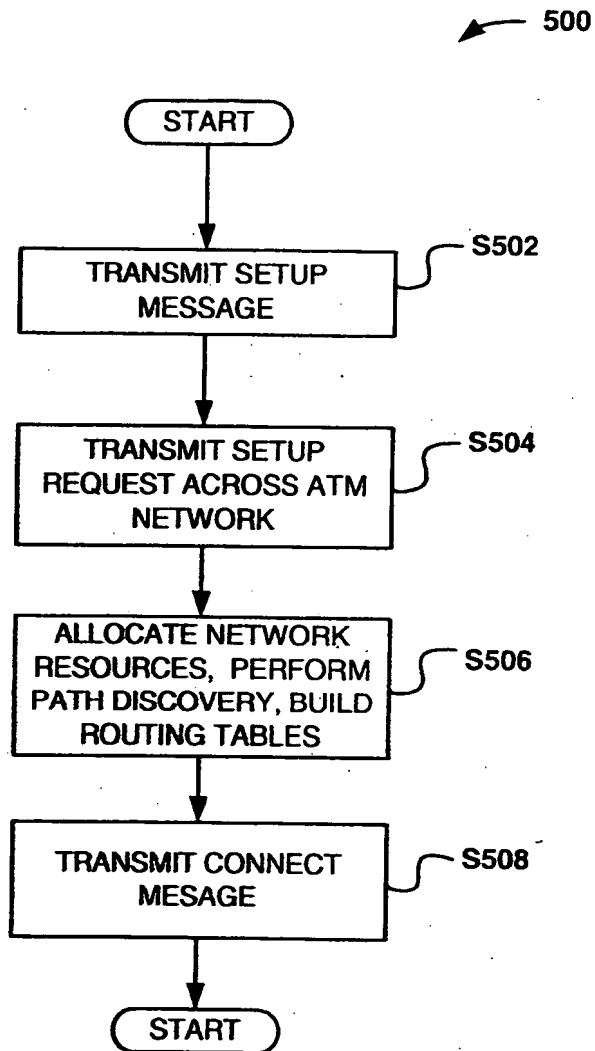 500
START
TRANSMIT SETUP
MESSAGE
S502
TRANSMIT SETUP
REQUEST ACROSS ATM
NETWORK
S504
ALLOCATE NETWORK
RESOURCES, PERFORM
PATH DISCOVERY, BUILD
ROUTING TABLES
S506
TRANSMIT CONNECT
MESAGE
S508
START